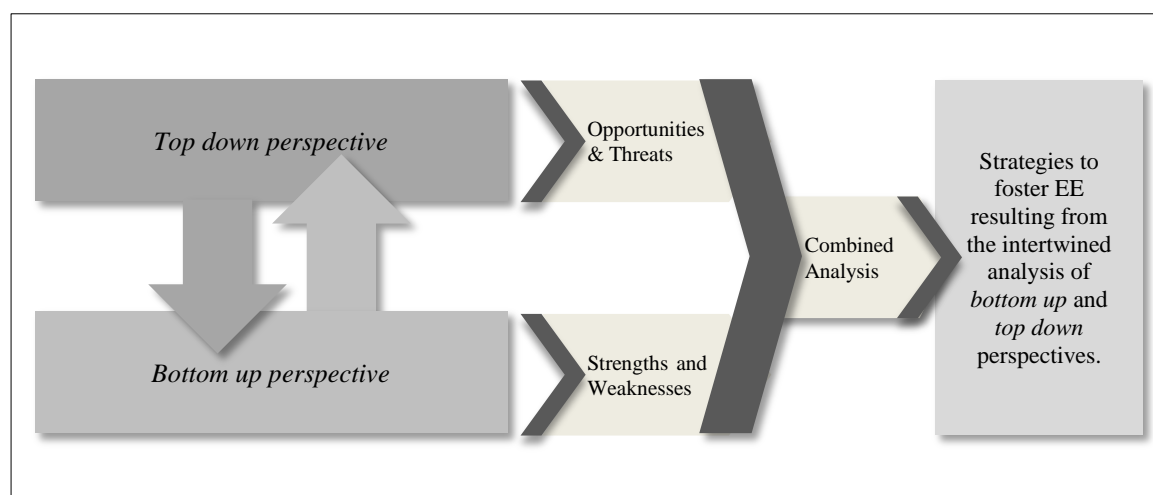 Top down perspective
Opportunities
& Threats
Bottom up perspective
Strengths and
Weaknesses
Combined
Analysis
Strategies to
foster EE
resulting from
the intertwined
analysis of
bottom up and
top down
perspectives.